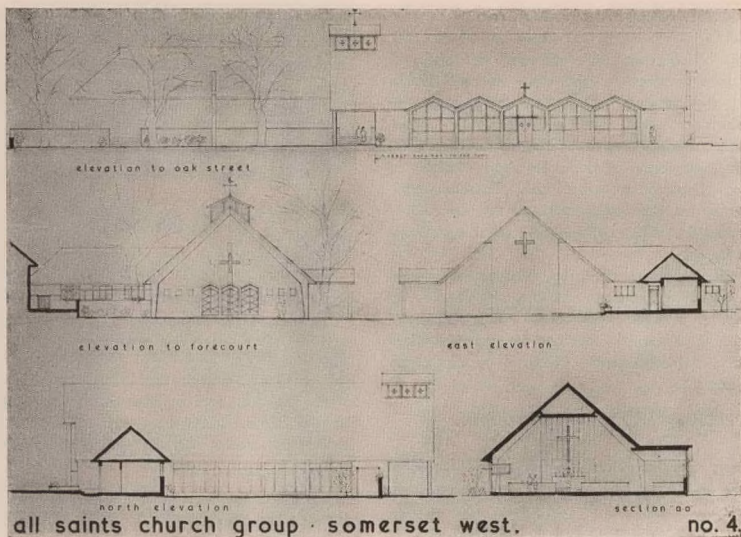 elevation to oak street
elevation to forecourt
east elevation
north elevation
section aa
all saints church group · somerset west.
no. 4.